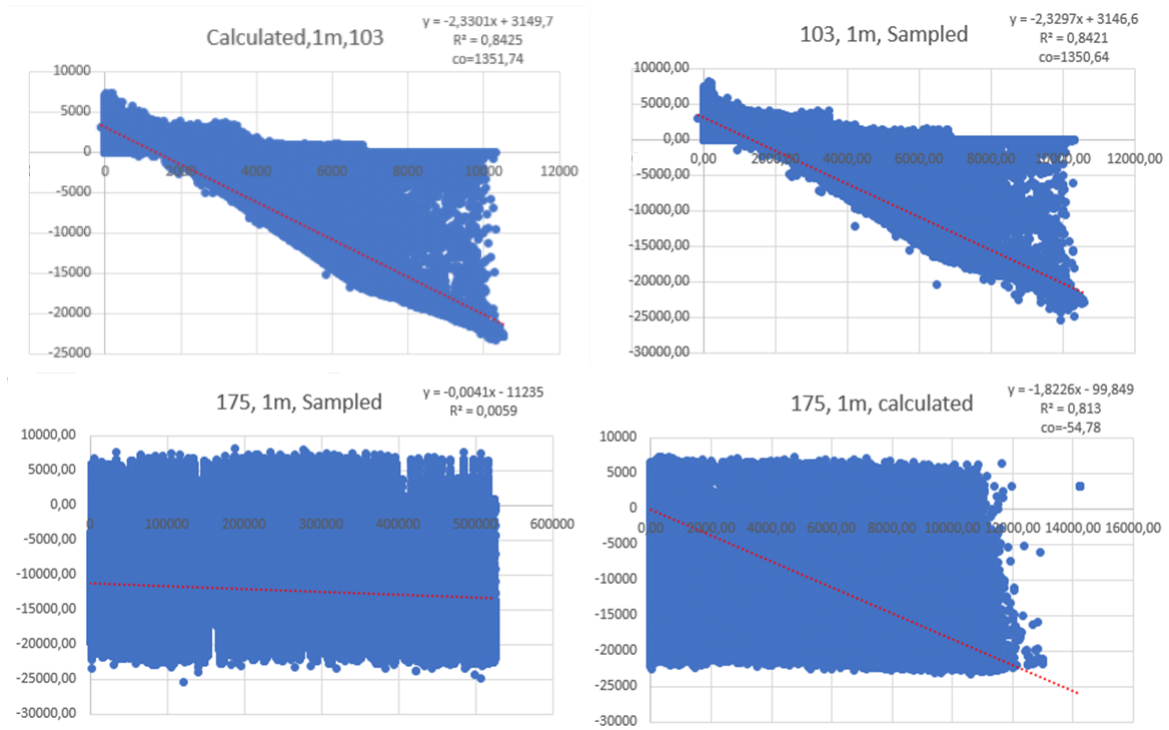 Calculated,1m,103
y = -2,3301x + 3149,7
R² = 0,8425
co=1351,74
10000
5000
0
-5000
-10000
-15000
-20000
-25000
0 2000 4000 6000 8000 10000 12000
103, 1m, Sampled
y = -2,3297x + 3146,6
R² = 0,8421
co=1350,64
10000,00
5000,00
0,00
-5000,00
-10000,00
-15000,00
-20000,00
-25000,00
-30000,00
0,00 2000,00 4000,00 6000,00 8000,00 10000,00 12000,00
175, 1m, Sampled
y = -0,0041x - 11235
R² = 0,0059
10000,00
5000,00
0,00
-5000,00
-10000,00
-15000,00
-20000,00
-25000,00
-30000,00
0 100000 200000 300000 400000 500000 600000
175, 1m, calculated
y = -1,8226x - 99,849
R² = 0,813
co=-54,78
10000
5000
0
-5000
-10000
-15000
-20000
-25000
-30000
0,00 2000,00 4000,00 6000,00 8000,00 10000,00 12000,00 14000,00 16000,00